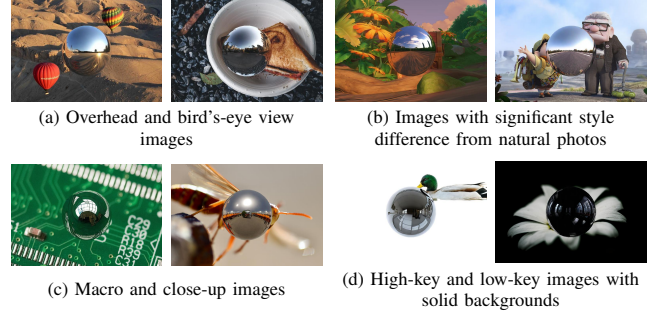 (a) Overhead and bird's-eye view
images
(b) Images with significant style
difference from natural photos
(c) Macro and close-up images
(d) High-key and low-key images with
solid backgrounds